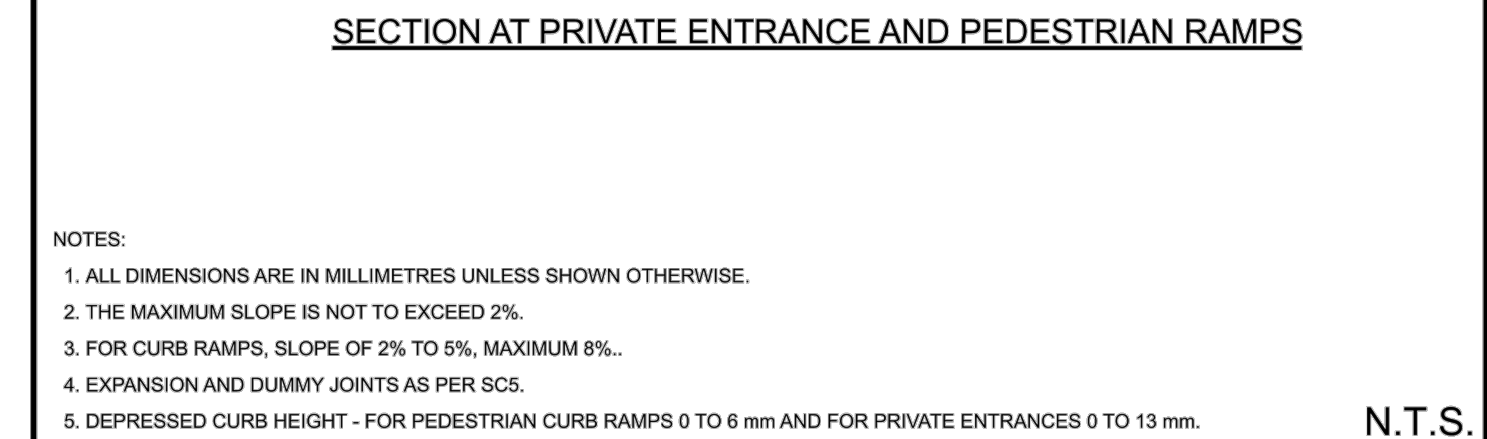 SECTION AT PRIVATE ENTRANCE AND PEDESTRIAN RAMPS
NOTES:
1. ALL DIMENSIONS ARE IN MILLIMETRES UNLESS SHOWN OTHERWISE.
2. THE MAXIMUM SLOPE IS NOT TO EXCEED 2%.
3. FOR CURB RAMPS, SLOPE OF 2% TO 5%, MAXIMUM 8%..
4. EXPANSION AND DUMMY JOINTS AS PER SC5.
5. DEPRESSED CURB HEIGHT - FOR PEDESTRIAN CURB RAMPS 0 TO 6 mm AND FOR PRIVATE ENTRANCES 0 TO 13 mm.
N.T.S.